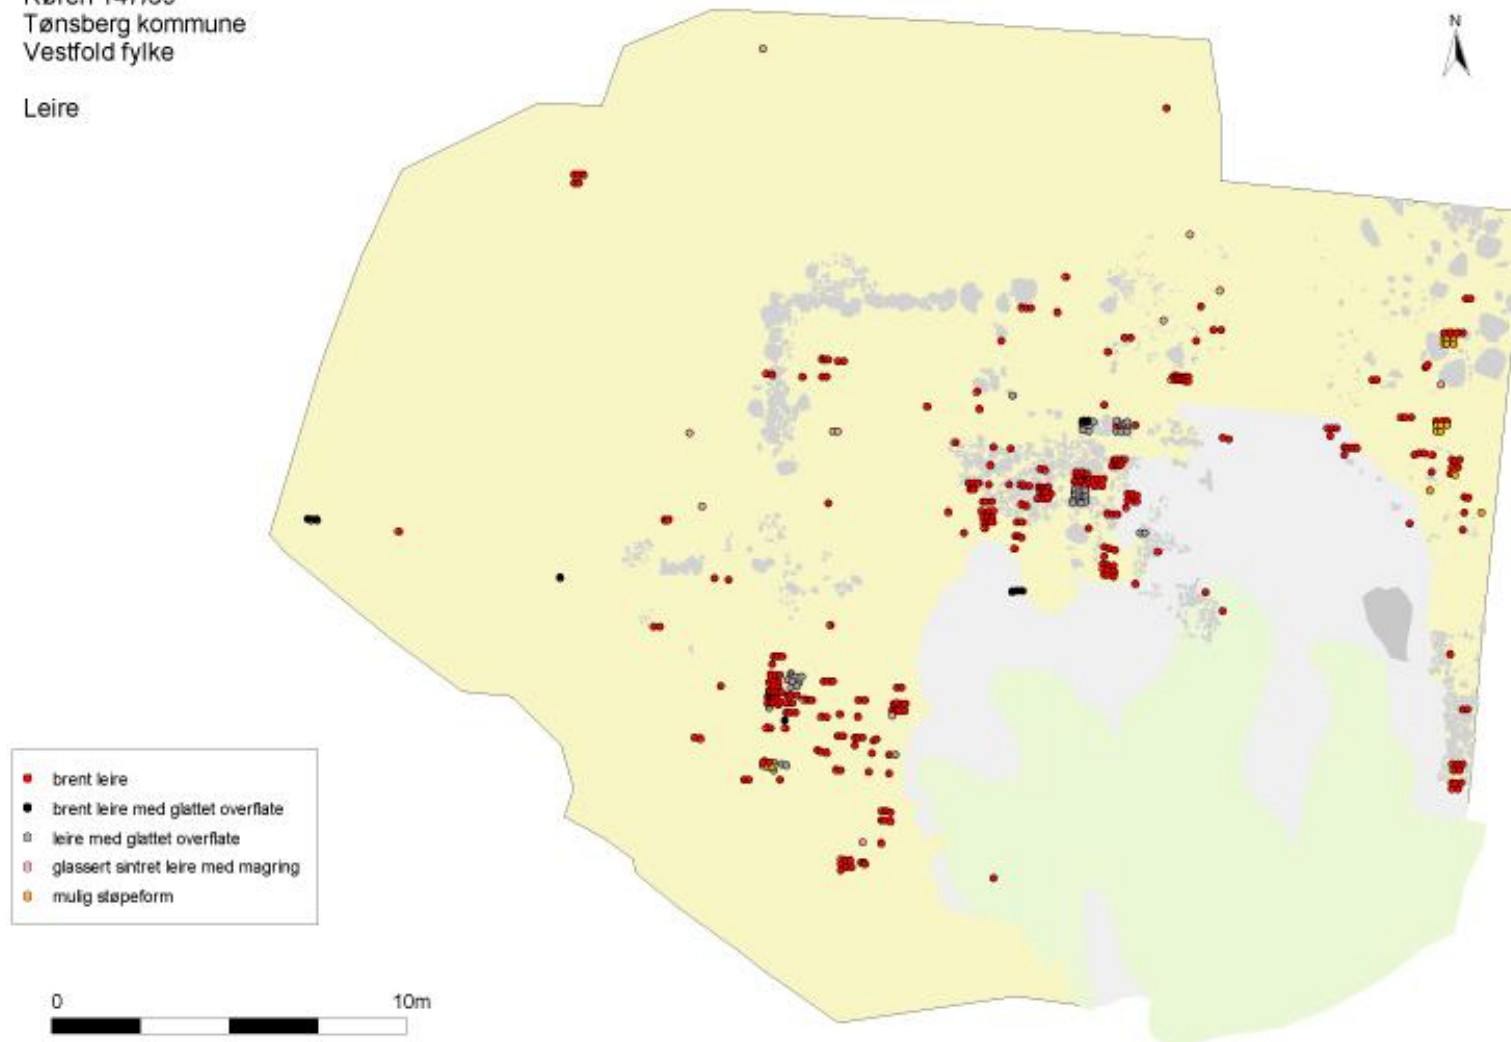 Tønsberg kommune
Vestfold fylke
Leire
N
brent leire
brent leire med glattet overflate
leire med glattet overflate
glassert sintret leire med magring
mulig støpeform
0 10m